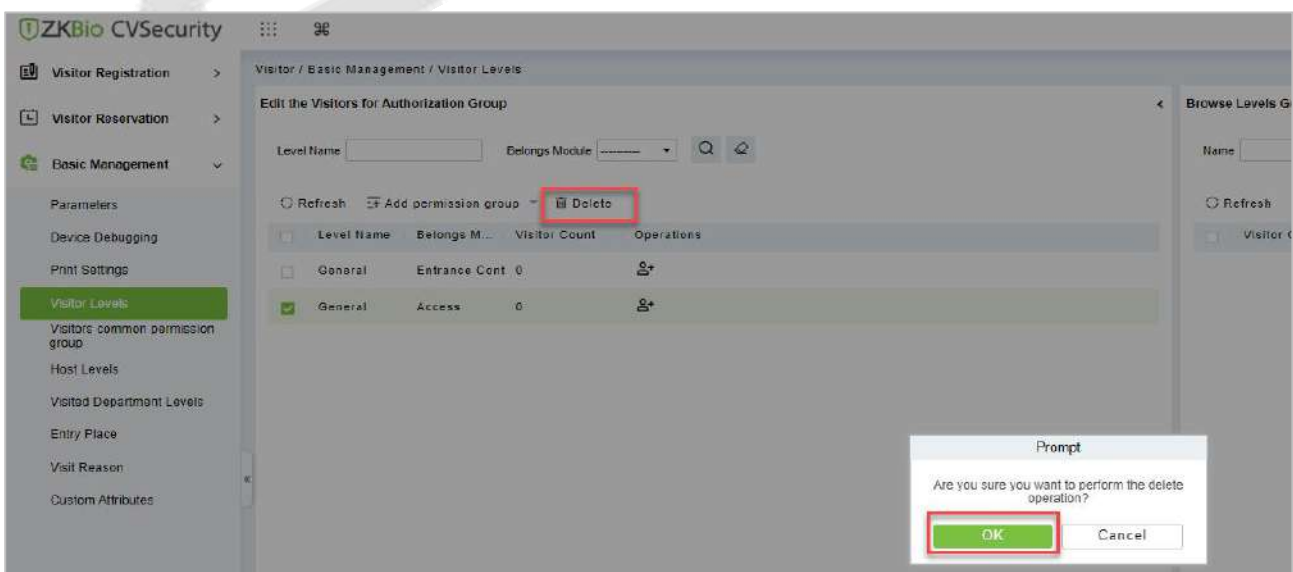 ZKBio CVSecurity
Visitor Registration
Visitor Reservation
Basic Management
Parameters
Device Debugging
Print Settings
Visitor Levels
Visitors common permission
group
Host Levels
Visited Department Levels
Entry Place
Visit Reason
Custom Attributes
Visitor / Basic Management / Visitor Levels
Edit the Visitors for Authorization Group
Level Name
Belongs Module ----------
Refresh Add permission group Delete
Level Name Belongs M... Visitor Count Operations
General Entrance Cont 0
General Access 0
Browse Levels G
Name
Refresh
Visitor
Prompt
Are you sure you want to perform the delete
operation?
OK Cancel